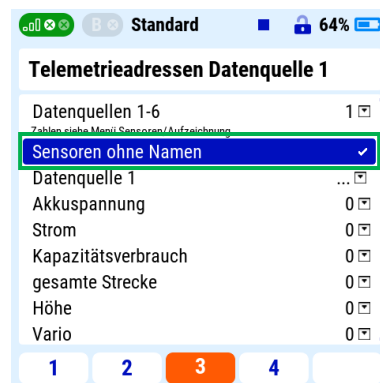 B Standard 64%
Telemetrieadressen Datenquelle 1
Datenquellen 1-6 1
Zahlen siehe Menü Sensoren/Aufzeichnung
Sensoren ohne Namen
Datenquelle 1 ...
Akkuspannung 0
Strom 0
Kapazitätsverbrauch 0
gesamte Strecke 0
Höhe 0
Vario 0
1 2 3 4